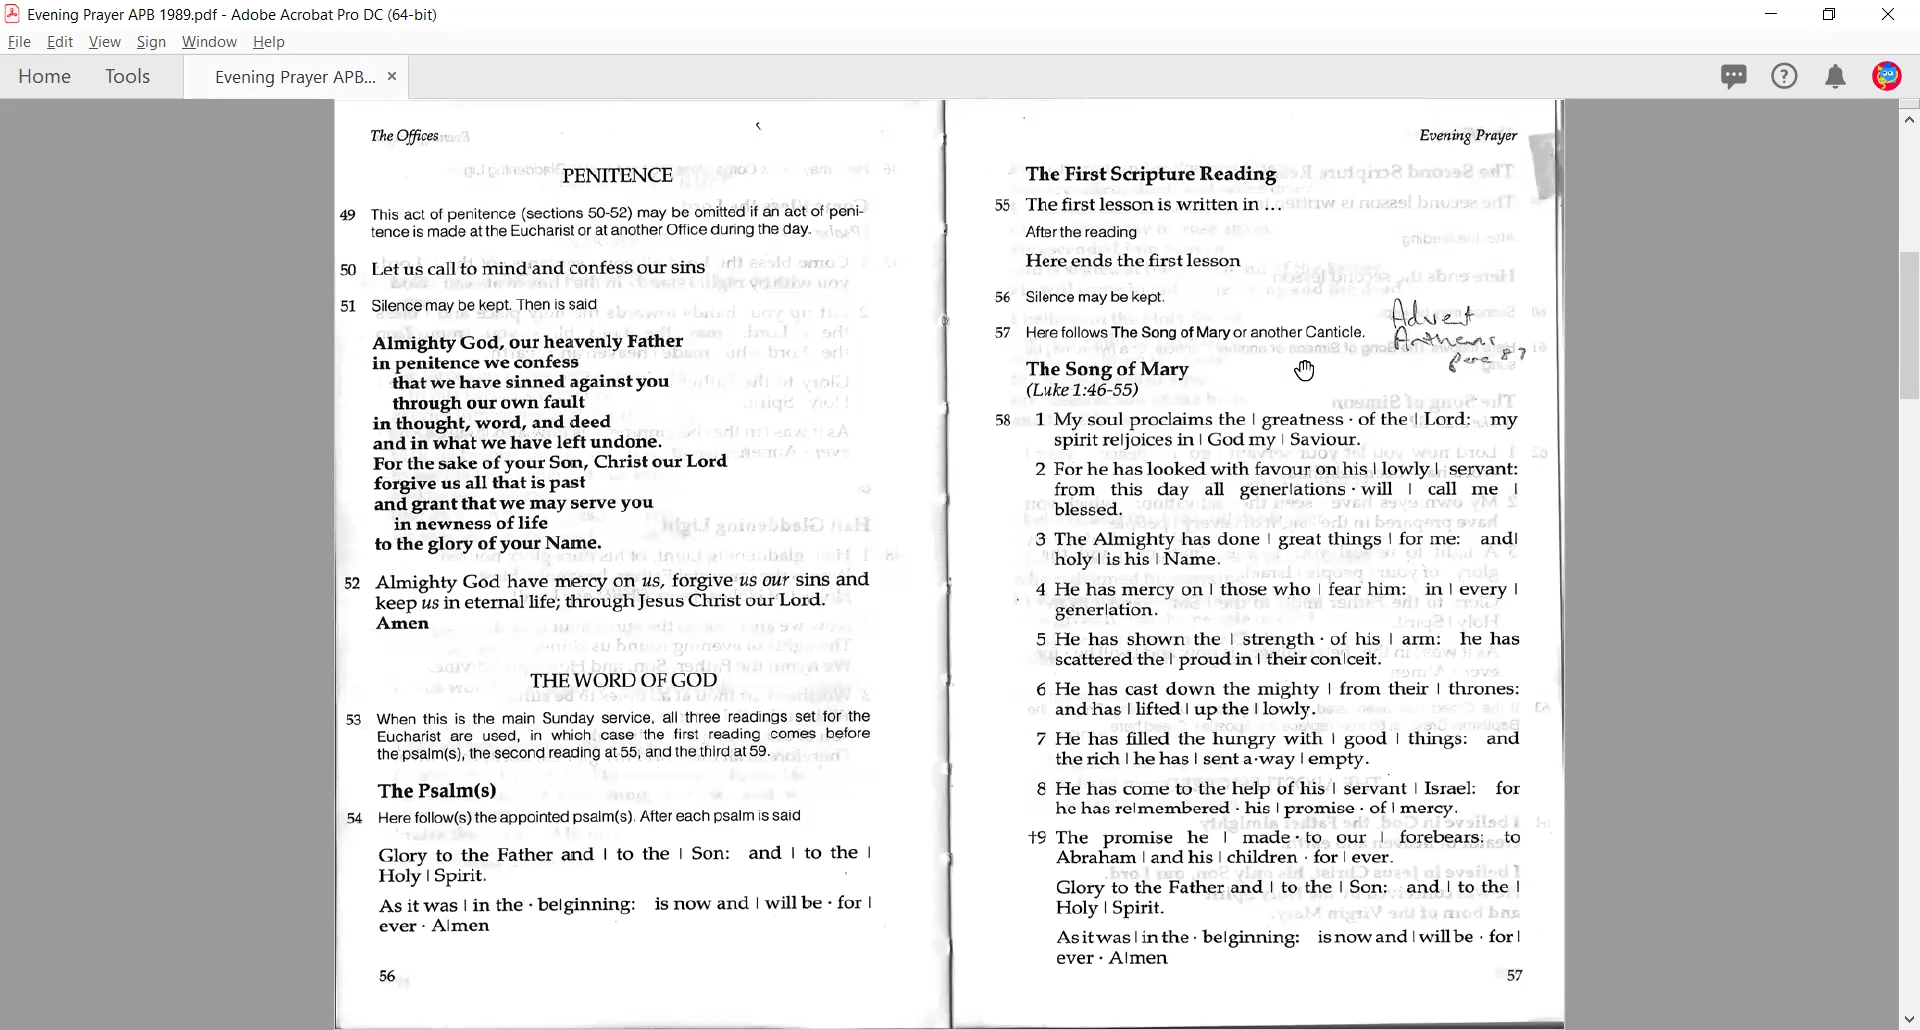 Evening Prayer APB 1989.pdf - Adobe Acrobat Pro DC (64-bit)
File Edit View Sign Window Help
Home Tools Evening Prayer APB... ×
The Offices
PENITENCE
49 This act of penitence (sections 50-52) may be omitted if an act of peni-
tence is made at the Eucharist or at another Office during the day.
50 Let us call to mind and confess our sins
51 Silence may be kept. Then is said
Almighty God, our heavenly Father
in penitence we confess
that we have sinned against you
through our own fault
in thought, word, and deed
and in what we have left undone.
For the sake of your Son, Christ our Lord
forgive us all that is past
and grant that we may serve you
in newness of life
to the glory of your Name.
52 Almighty God have mercy on us, forgive us our sins and
keep us in eternal life; through Jesus Christ our Lord.
Amen
THE WORD OF GOD
53 When this is the main Sunday service, all three readings set for the
Eucharist are used, in which case the first reading comes before
the psalm(s), the second reading at 55, and the third at 59.
The Psalm(s)
54 Here follow(s) the appointed psalm(s). After each psalm is said
Glory to the Father and | to the | Son: and | to the |
Holy | Spirit.
As it was | in the · be|ginning: is now and | will be · for |
ever · A|men
56
Evening Prayer
The First Scripture Reading
55 The first lesson is written in ...
After the reading
Here ends the first lesson
56 Silence may be kept.
57 Here follows The Song of Mary or another Canticle.
Advent
Anthems
page 87
The Song of Mary
(Luke 1:46-55)
58 1 My soul proclaims the | greatness · of the | Lord: my
spirit re|joices in | God my | Saviour.
2 For he has looked with favour on his | lowly | servant:
from this day all gener|ations · will | call me |
blessed.
3 The Almighty has done | great things | for me: and|
holy | is his | Name.
4 He has mercy on | those who | fear him: in | every |
gener|ation.
5 He has shown the | strength · of his | arm: he has
scattered the | proud in | their con|ceit.
6 He has cast down the mighty | from their | thrones:
and has | lifted | up the | lowly.
7 He has filled the hungry with | good | things: and
the rich | he has | sent a·way | empty.
8 He has come to the help of his | servant | Israel: for
he has re|membered · his | promise · of | mercy.
†9 The promise he | made · to our | forebears: to
Abraham | and his | children · for | ever.
Glory to the Father and | to the | Son: and | to the |
Holy | Spirit.
As it was | in the · be|ginning: is now and | will be · for |
ever · A|men
57